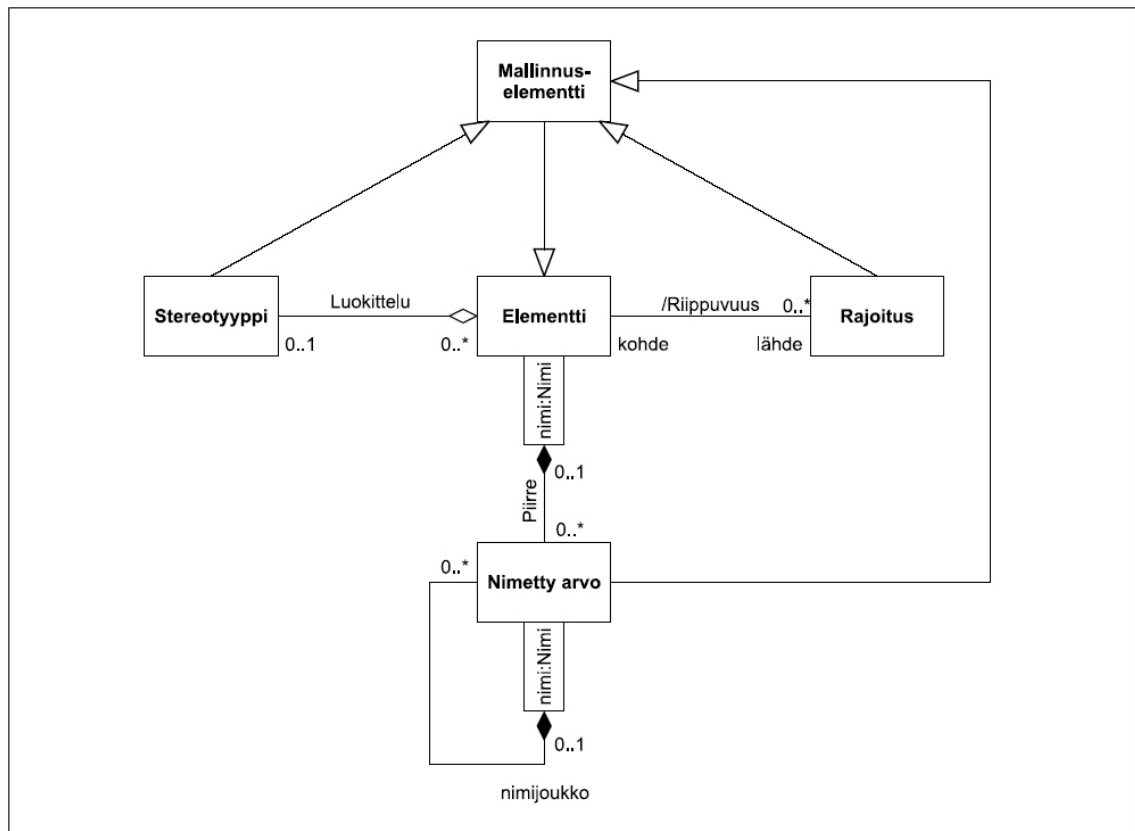 Mallinnus-
elementti
Luokittelu
/Riippuvuus
0..*
Stereotyyppi
Elementti
Rajoitus
0..1
0..*
kohde
lähde
nimi:Nimi
0..1
Piirre
0..*
0..*
Nimetty arvo
nimi:Nimi
0..1
nimijoukko